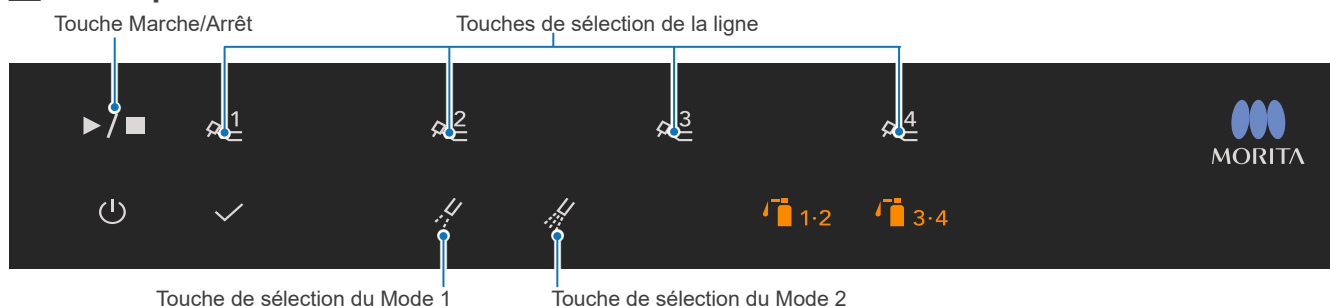 Touche Marche/Arrêt Touches de sélection de la ligne
1 2 3 4
MORITA
1·2 3·4
Touche de sélection du Mode 1 Touche de sélection du Mode 2